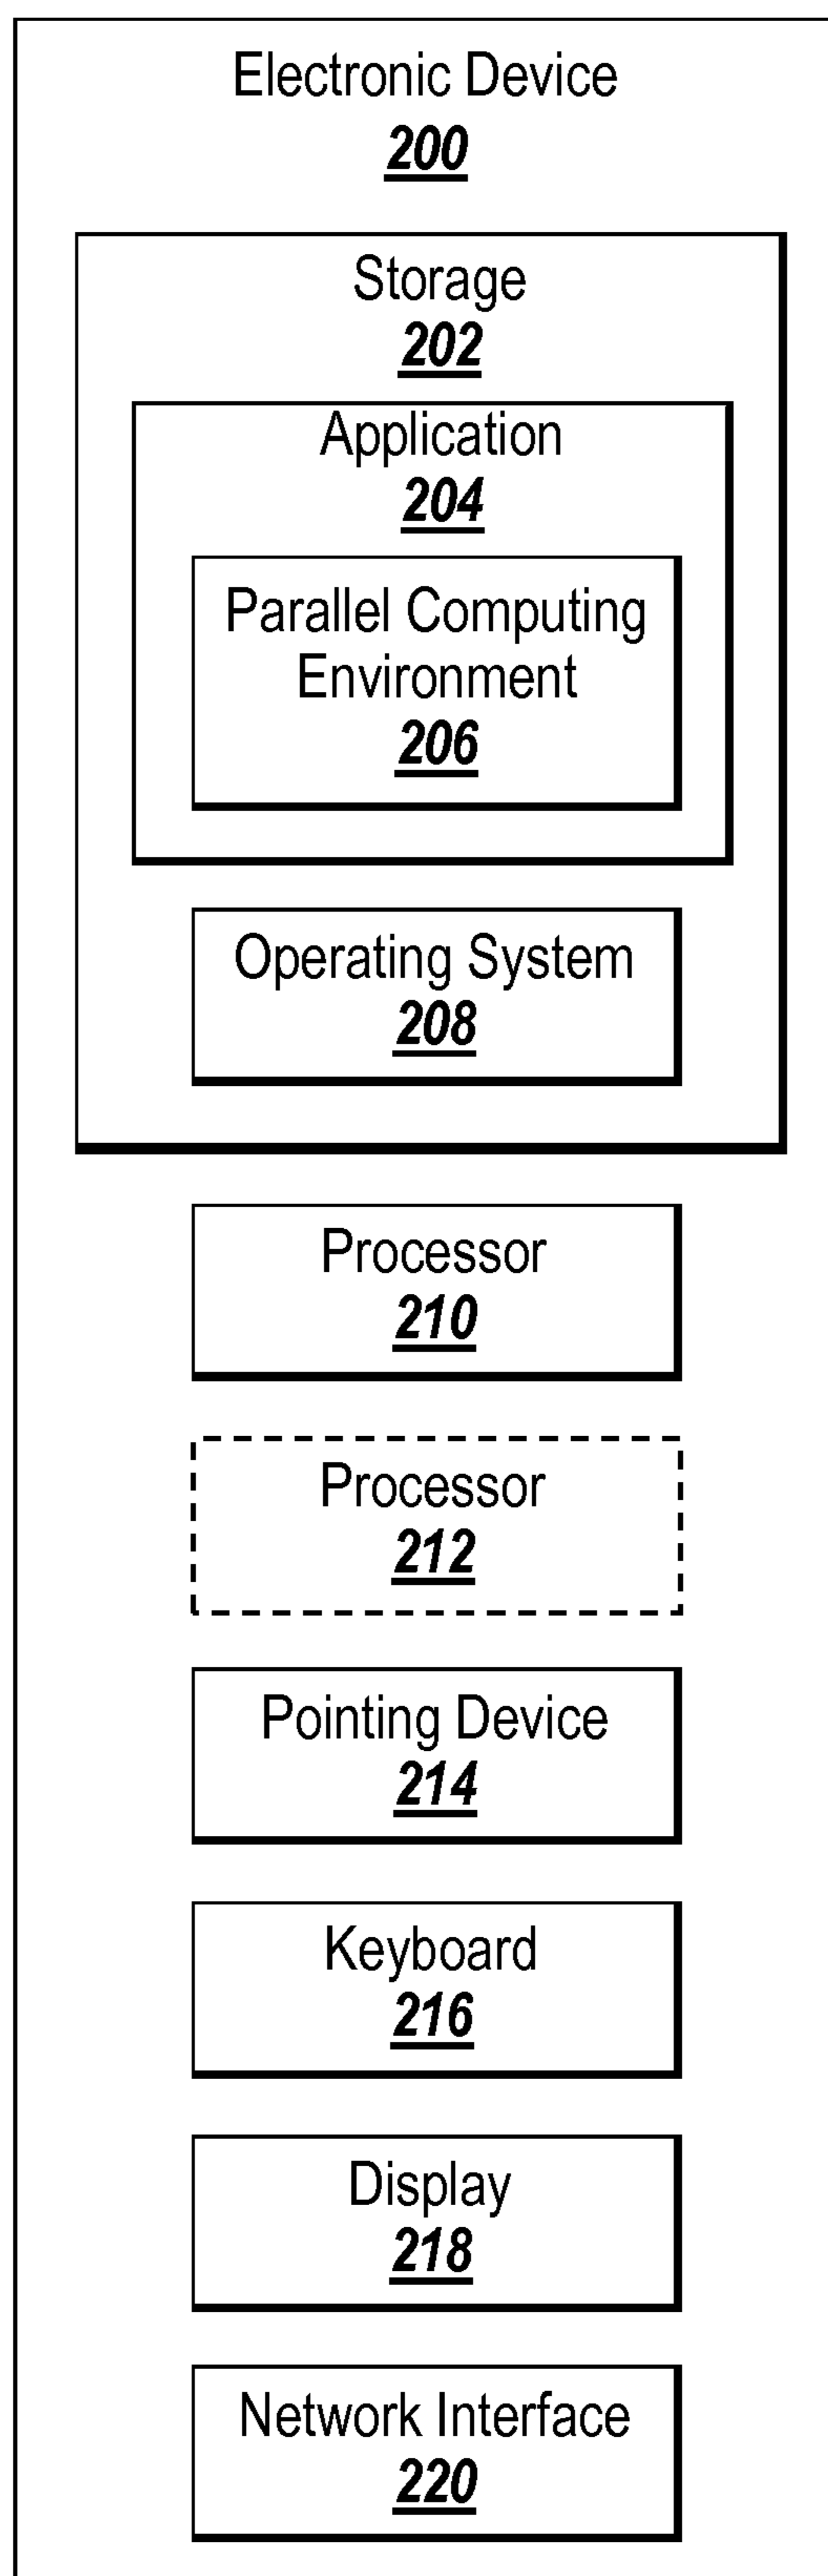 Electronic Device
200
Storage
202
Application
204
Parallel Computing
Environment
206
Operating System
208
Processor
210
Processor
212
Pointing Device
214
Keyboard
216
Display
218
Network Interface
220